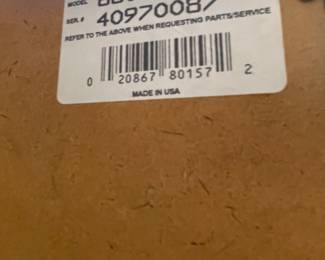 MODEL
SER. # 40970087
REFER TO THE ABOVE WHEN REQUESTING PARTS/SERVICE
0 20867 80157 2
MADE IN USA